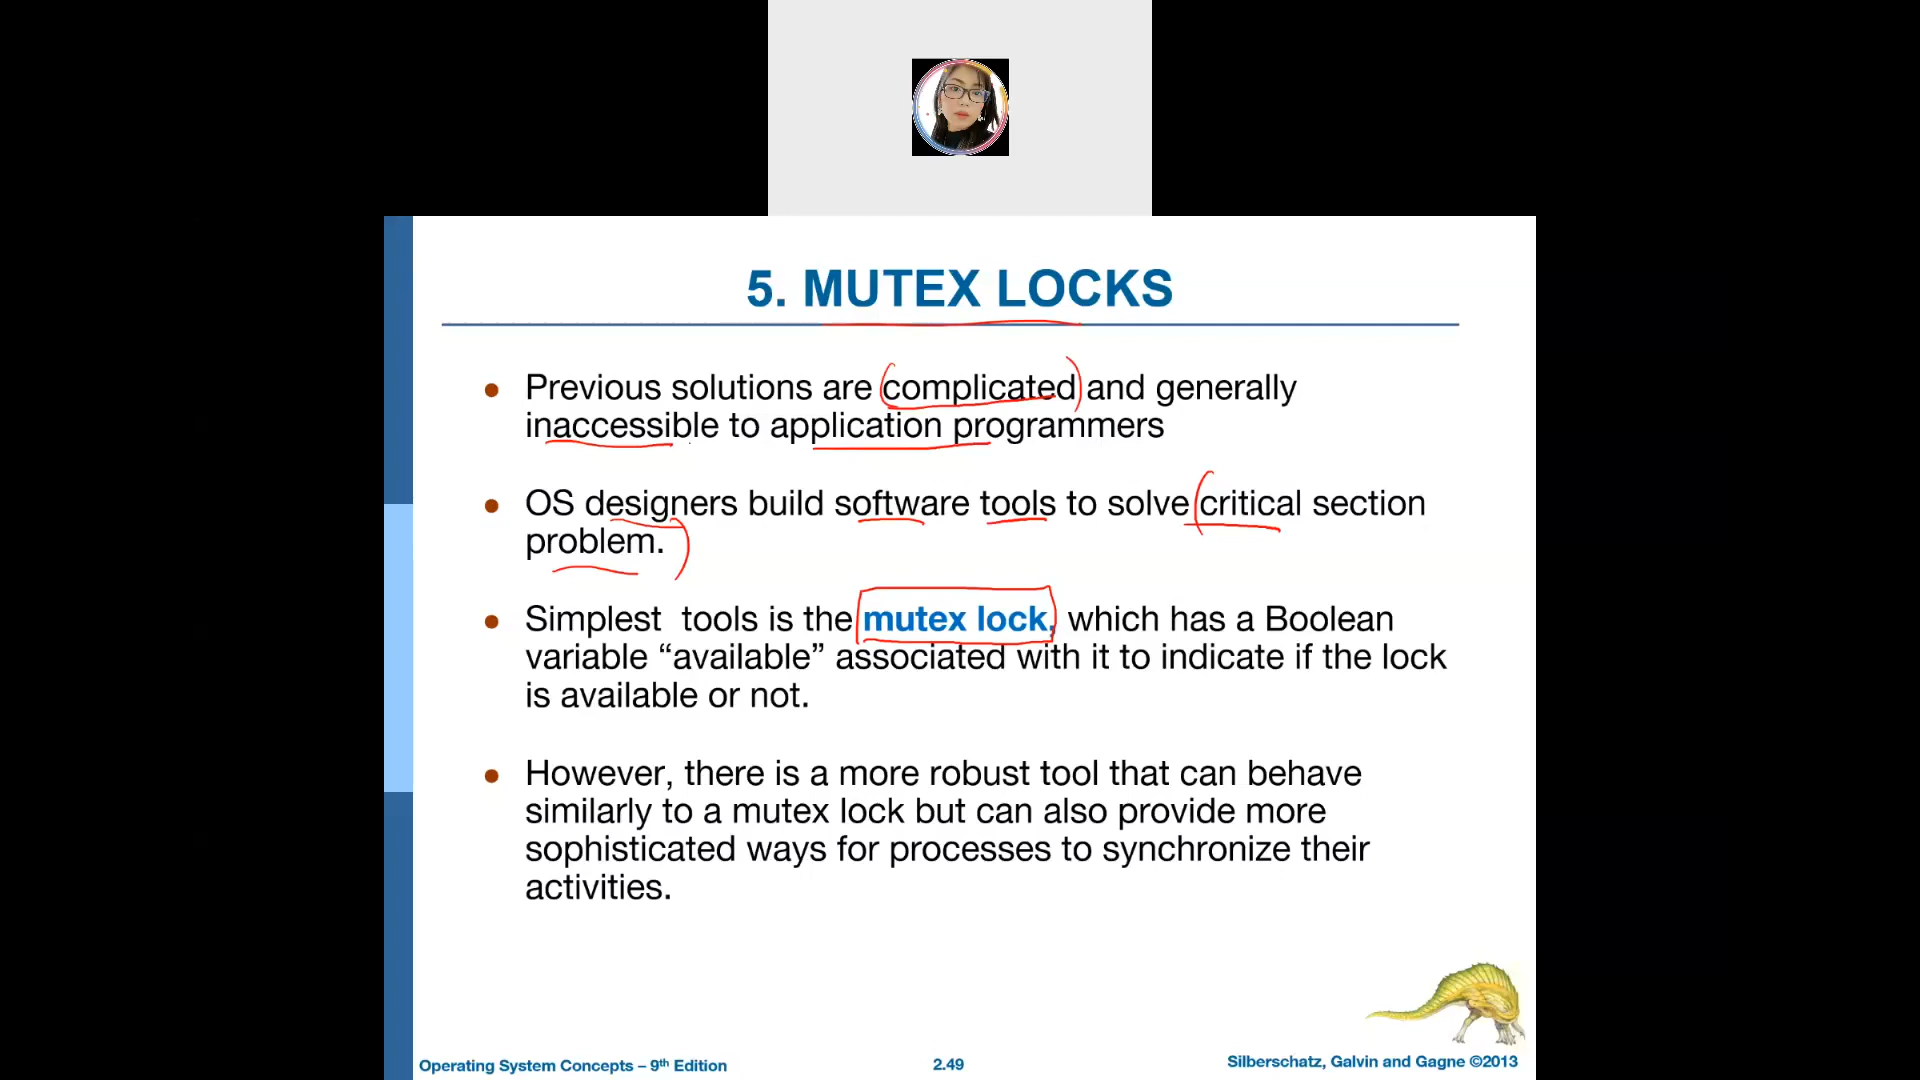 5. MUTEX LOCKS
Previous solutions are complicated and generally
inaccessible to application programmers
OS designers build software tools to solve critical section
problem.
Simplest  tools is the mutex lock, which has a Boolean
variable “available” associated with it to indicate if the lock
is available or not.
However, there is a more robust tool that can behave
similarly to a mutex lock but can also provide more
sophisticated ways for processes to synchronize their
activities.
Operating System Concepts – 9th Edition
2.49
Silberschatz, Galvin and Gagne ©2013